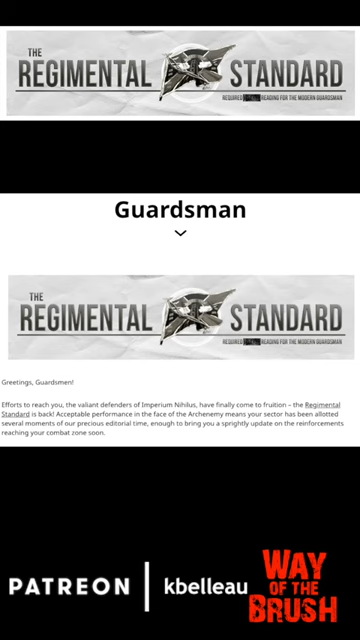 THE
REGIMENTAL STANDARD
REQUIRED READING FOR THE MODERN GUARDSMAN
Guardsman
THE
REGIMENTAL STANDARD
REQUIRED READING FOR THE MODERN GUARDSMAN
Greetings, Guardsmen!
Efforts to reach you, the valiant defenders of Imperium Nihilus, have finally come to fruition – the Regimental
Standard is back! Acceptable performance in the face of the Archenemy means your sector has been allotted
several moments of our precious editorial time, enough to bring you a sprightly update on the reinforcements
reaching your combat zone soon.
PATREON | kbelleau
WAY
OF THE
BRUSH